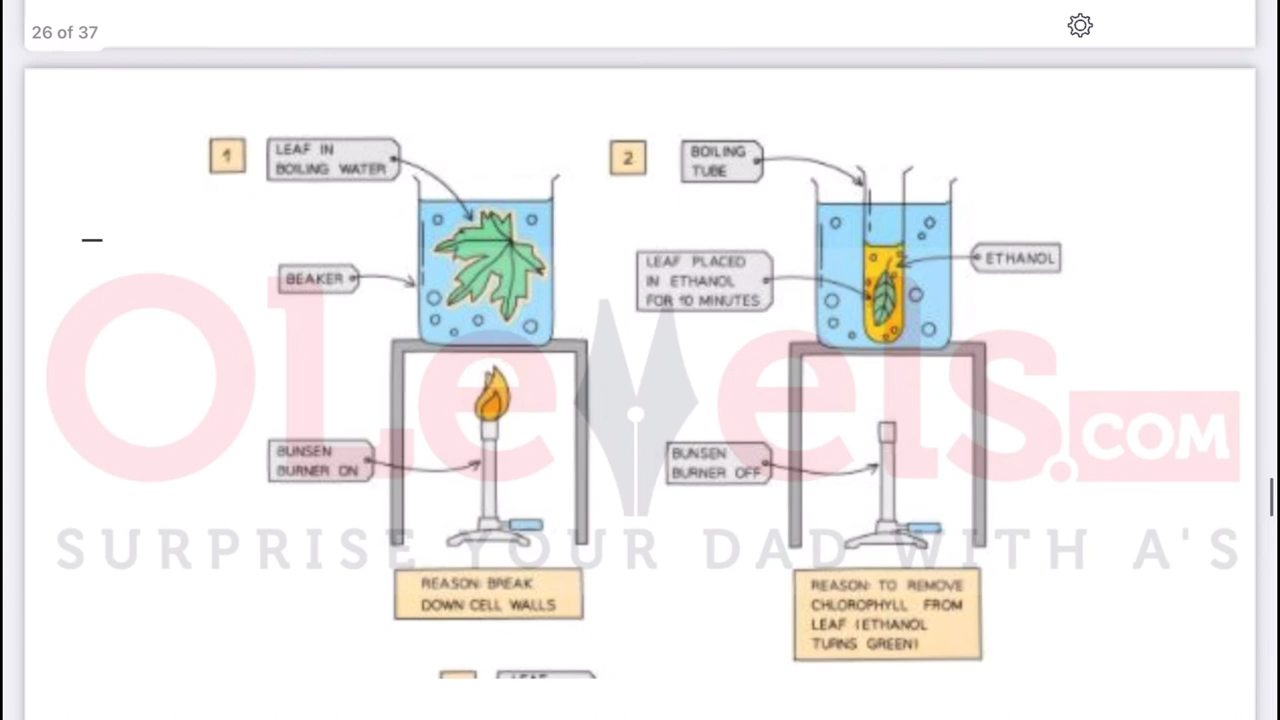 26 of 37
1
LEAF IN
BOILING WATER
2
BOILING
TUBE
BEAKER
LEAF PLACED
IN ETHANOL
FOR 10 MINUTES
ETHANOL
OLevels.COM
BUNSEN
BURNER ON
BUNSEN
BURNER OFF
SURPRISE YOUR DAD WITH A'S
REASON: BREAK
DOWN CELL WALLS
REASON: TO REMOVE
CHLOROPHYLL FROM
LEAF (ETHANOL
TURNS GREEN)